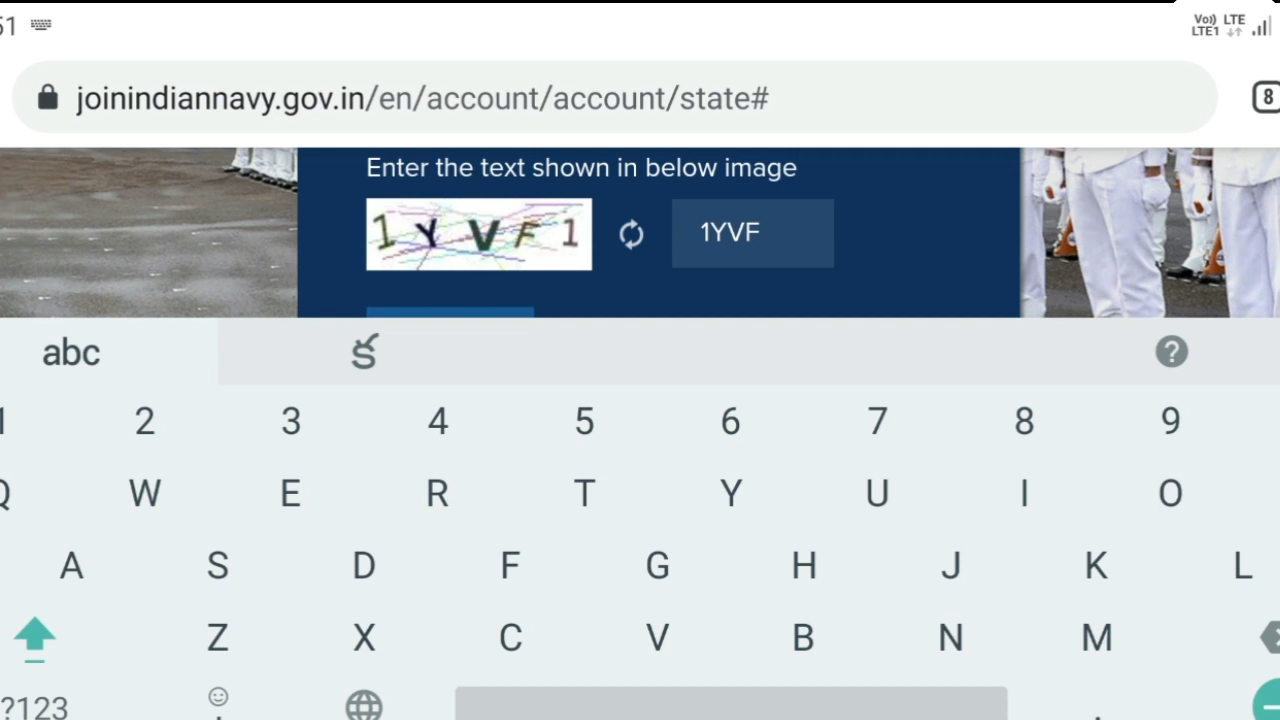 51
Vo)) LTE
LTE1
joinindiannavy.gov.in/en/account/account/state#
8
Enter the text shown in below image
1YVF1
1YVF
abc
క
1 2 3 4 5 6 7 8 9
Q W E R T Y U I O
A S D F G H J K L
Z X C V B N M
?123 , .